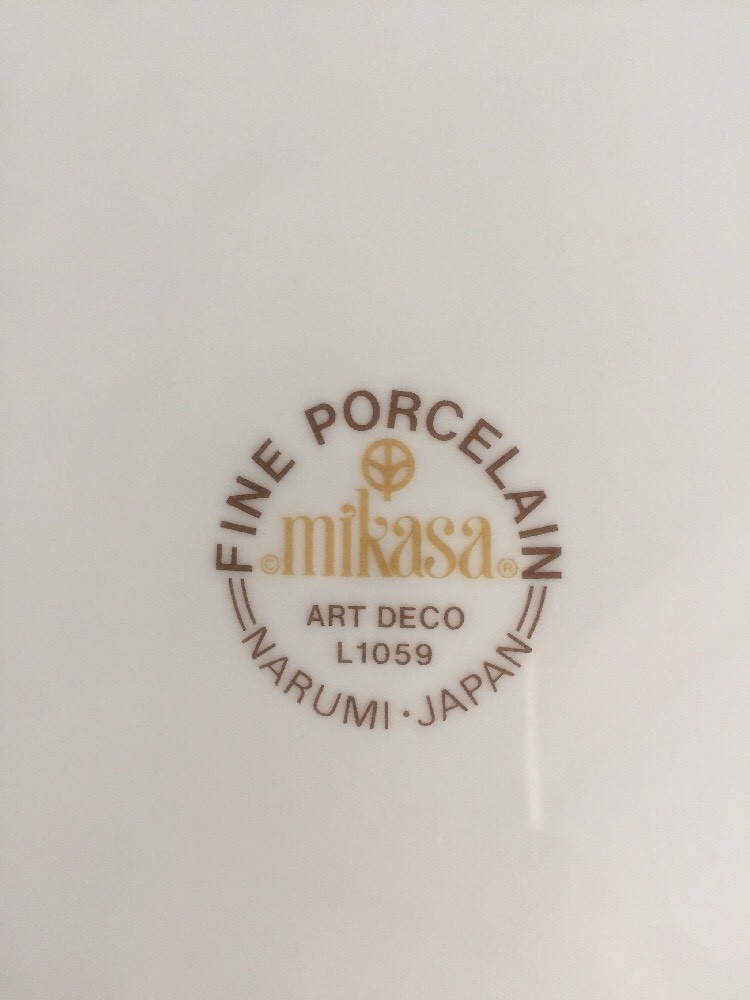 FINE PORCELAIN
©mikasa®
ART DECO
L1059
NARUMI · JAPAN